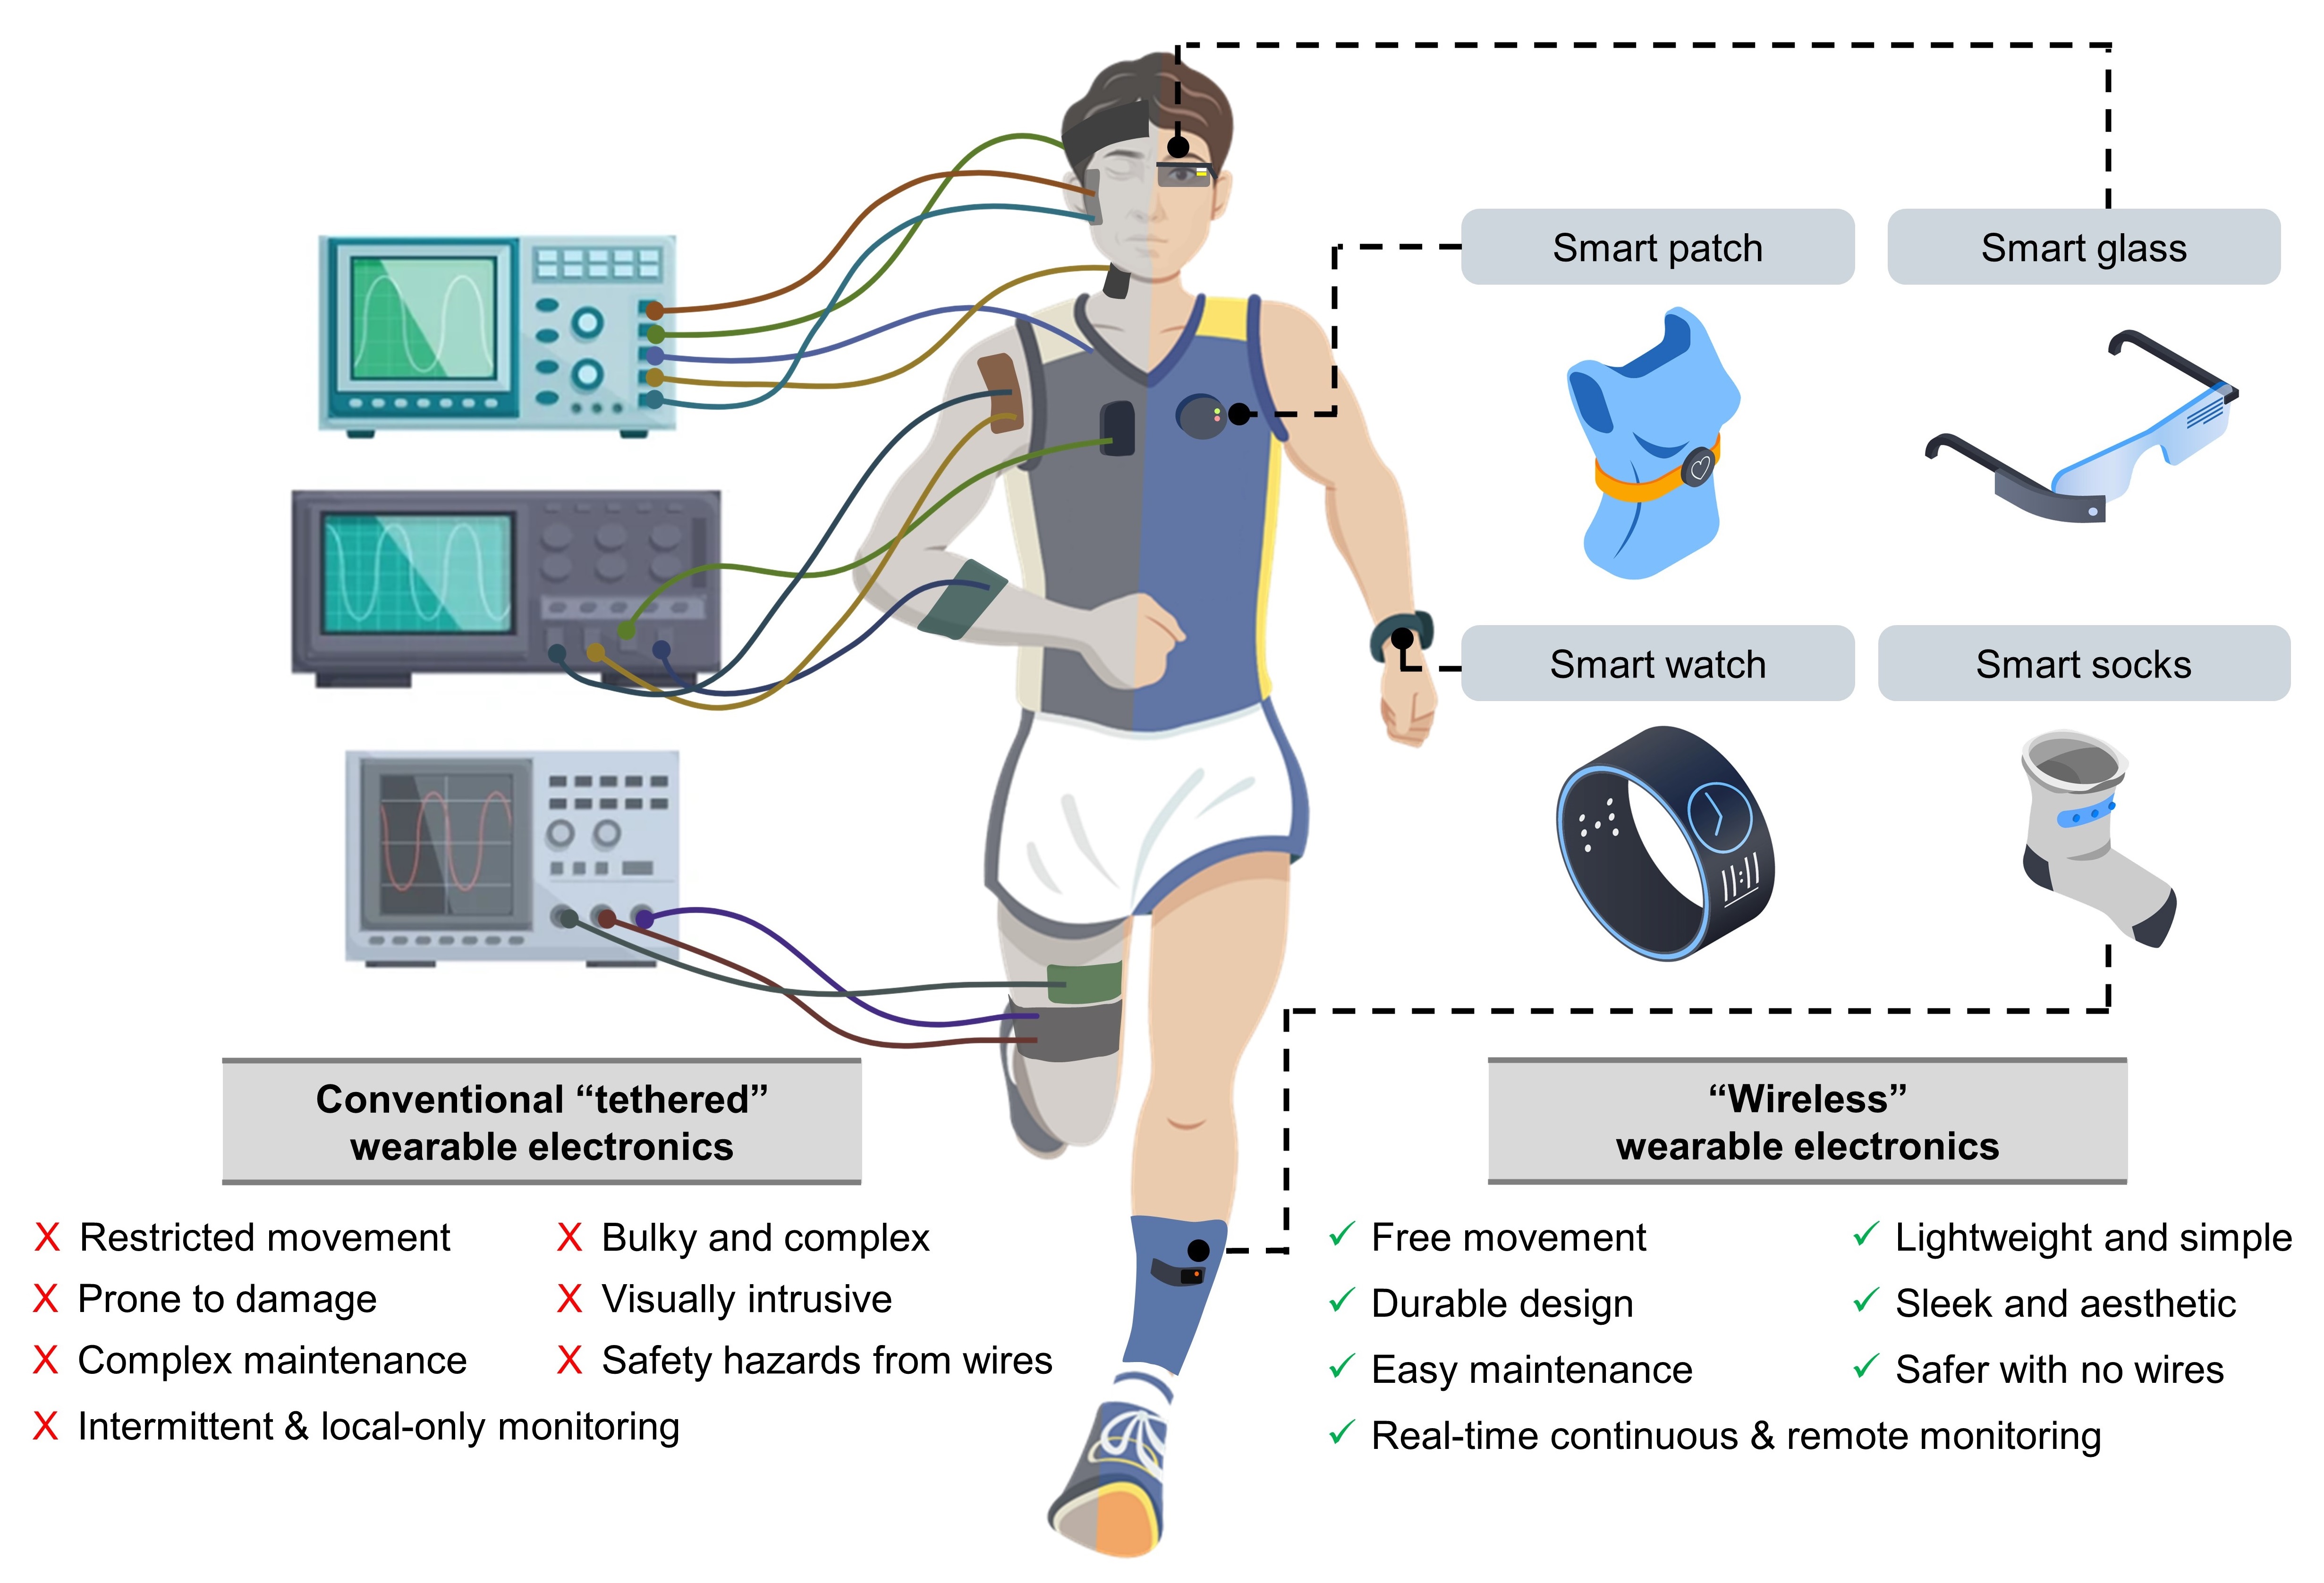 Smart patch
Smart glass
Smart watch
Smart socks
11:11
Conventional “tethered”
wearable electronics
X Restricted movement
X Bulky and complex
X Prone to damage
X Visually intrusive
X Complex maintenance
X Safety hazards from wires
X Intermittent & local-only monitoring
“Wireless”
wearable electronics
✓ Free movement
✓ Lightweight and simple
✓ Durable design
✓ Sleek and aesthetic
✓ Easy maintenance
✓ Safer with no wires
✓ Real-time continuous & remote monitoring